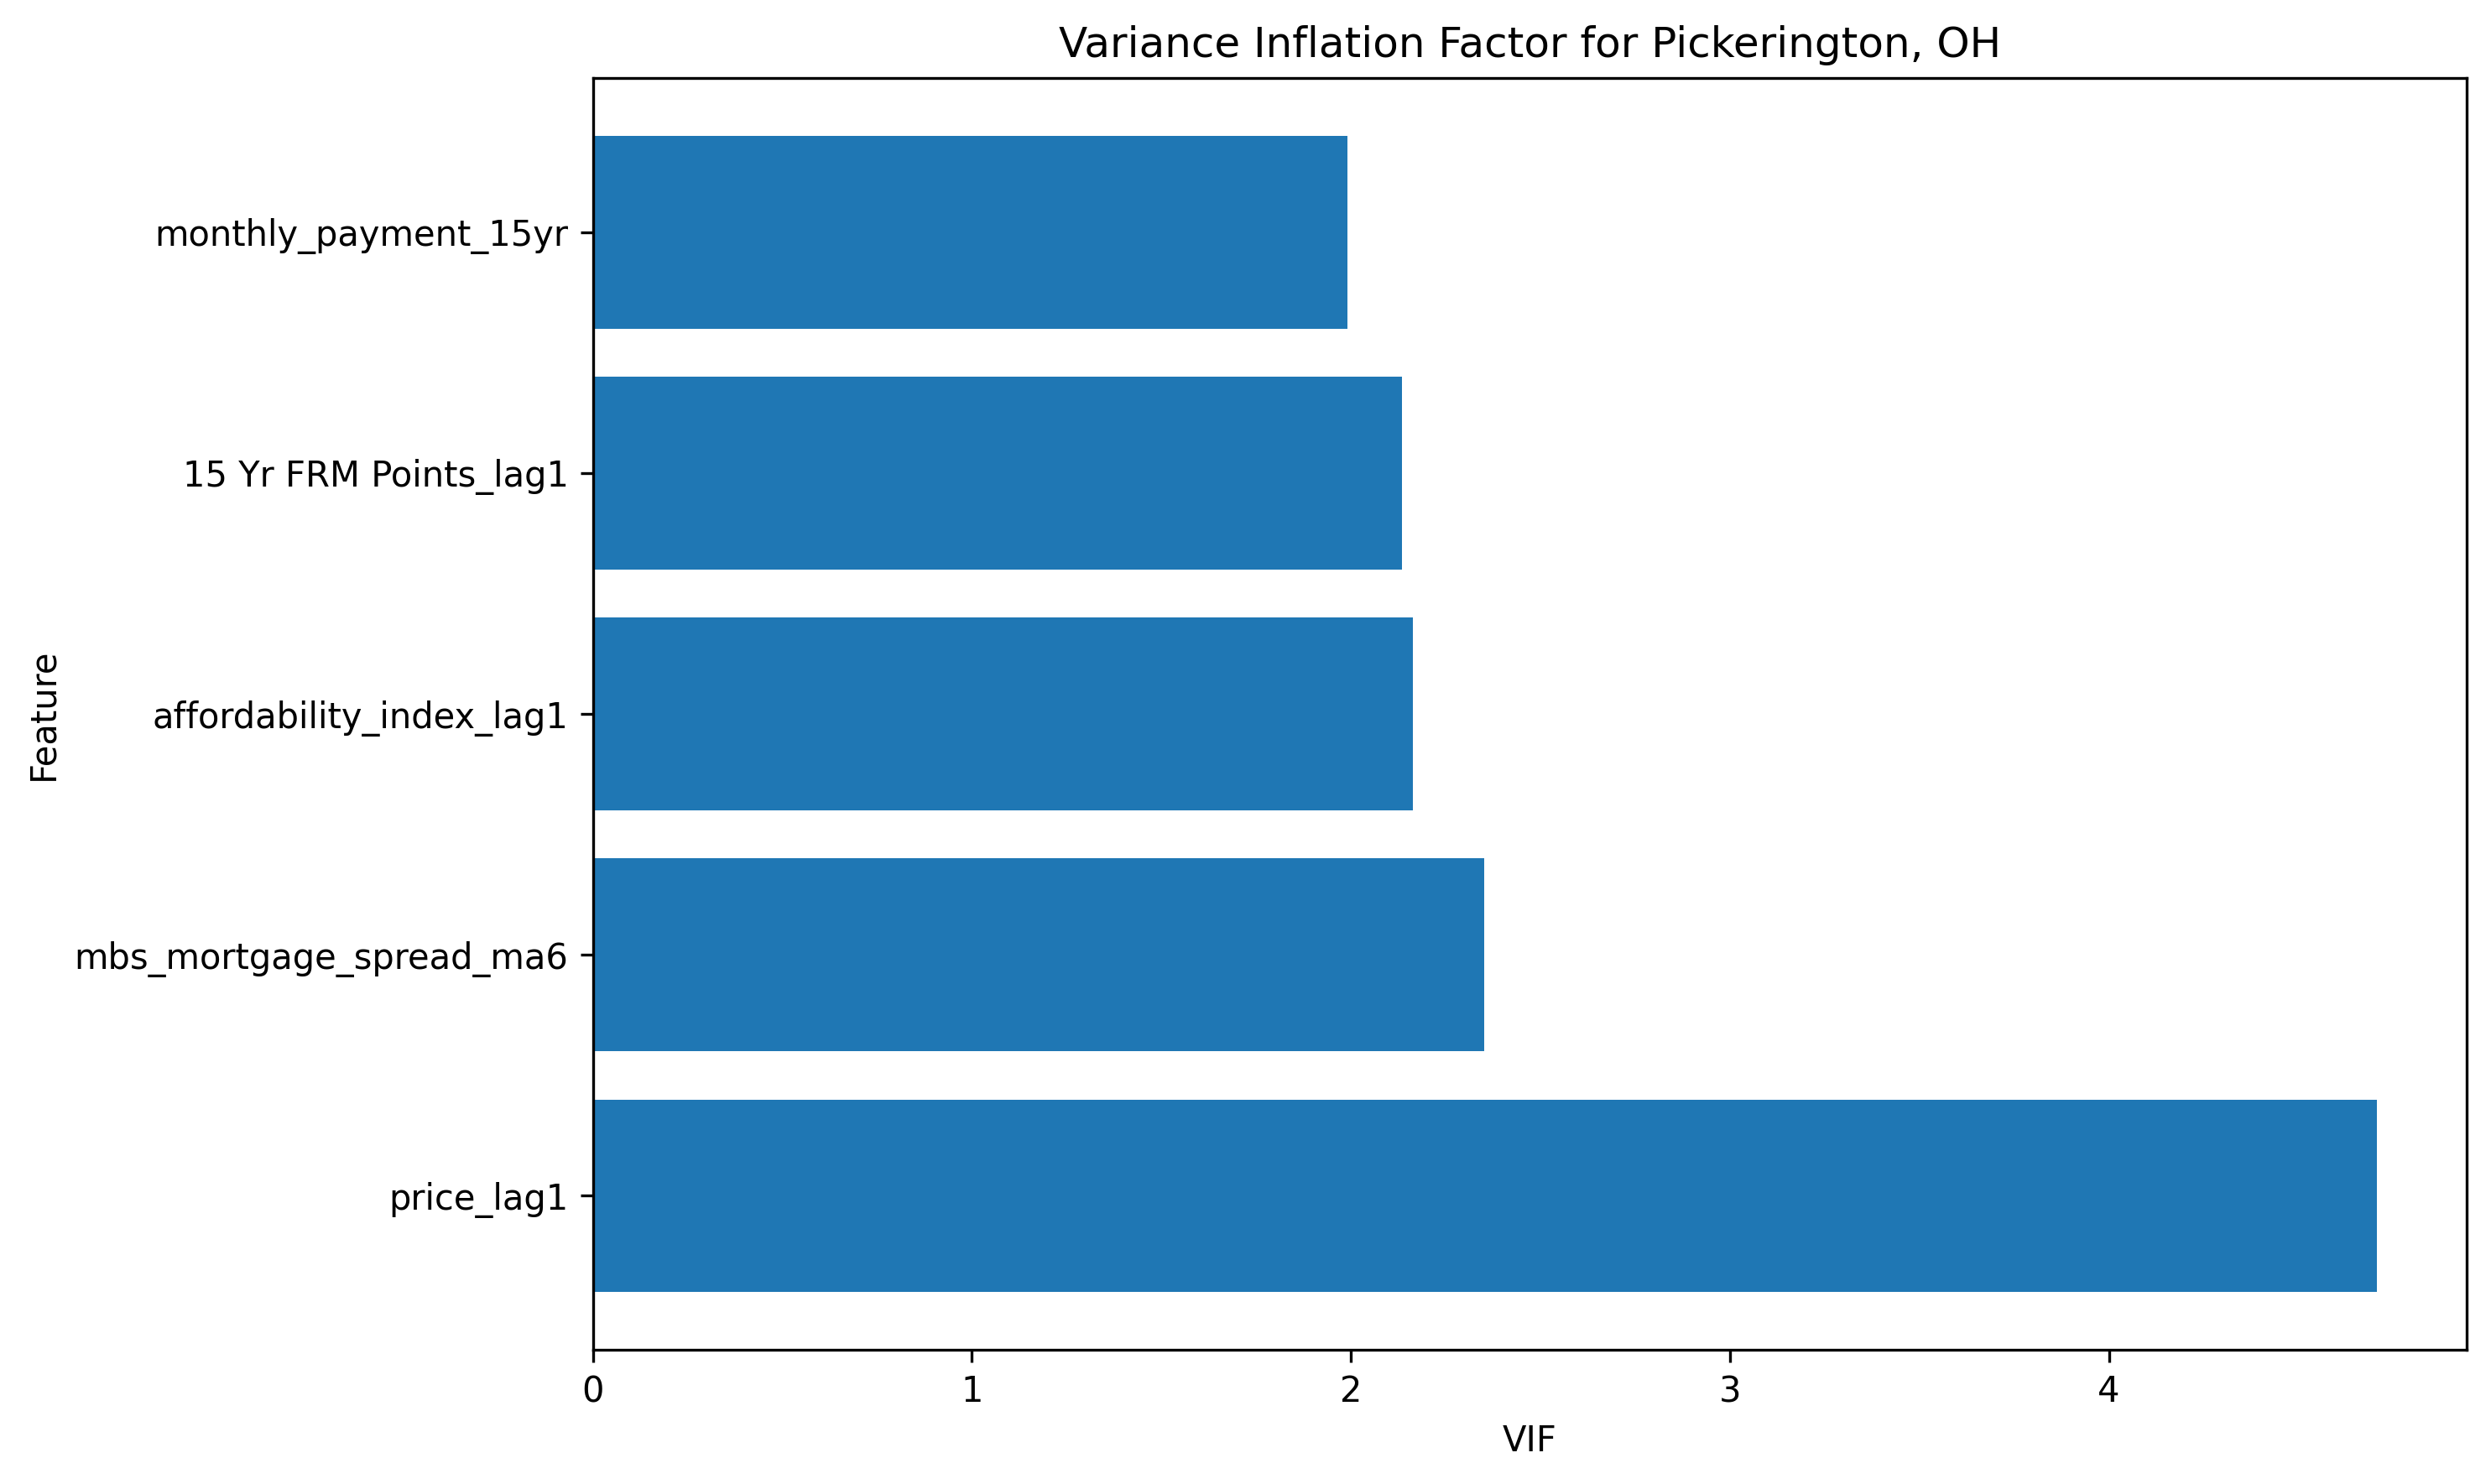 Variance Inflation Factor for Pickerington, OH
monthly_payment_15yr
15 Yr FRM Points_lag1
affordability_index_lag1
mbs_mortgage_spread_ma6
price_lag1
Feature
0 1 2 3 4
VIF